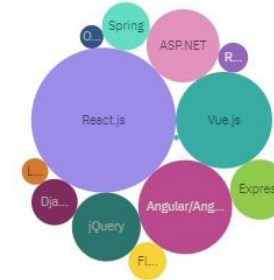 Spring
O...
ASP.NET
R...
React.js
Vue.js
L...
Dja...
Angular/Ang...
Expres
jQuery
Fl...